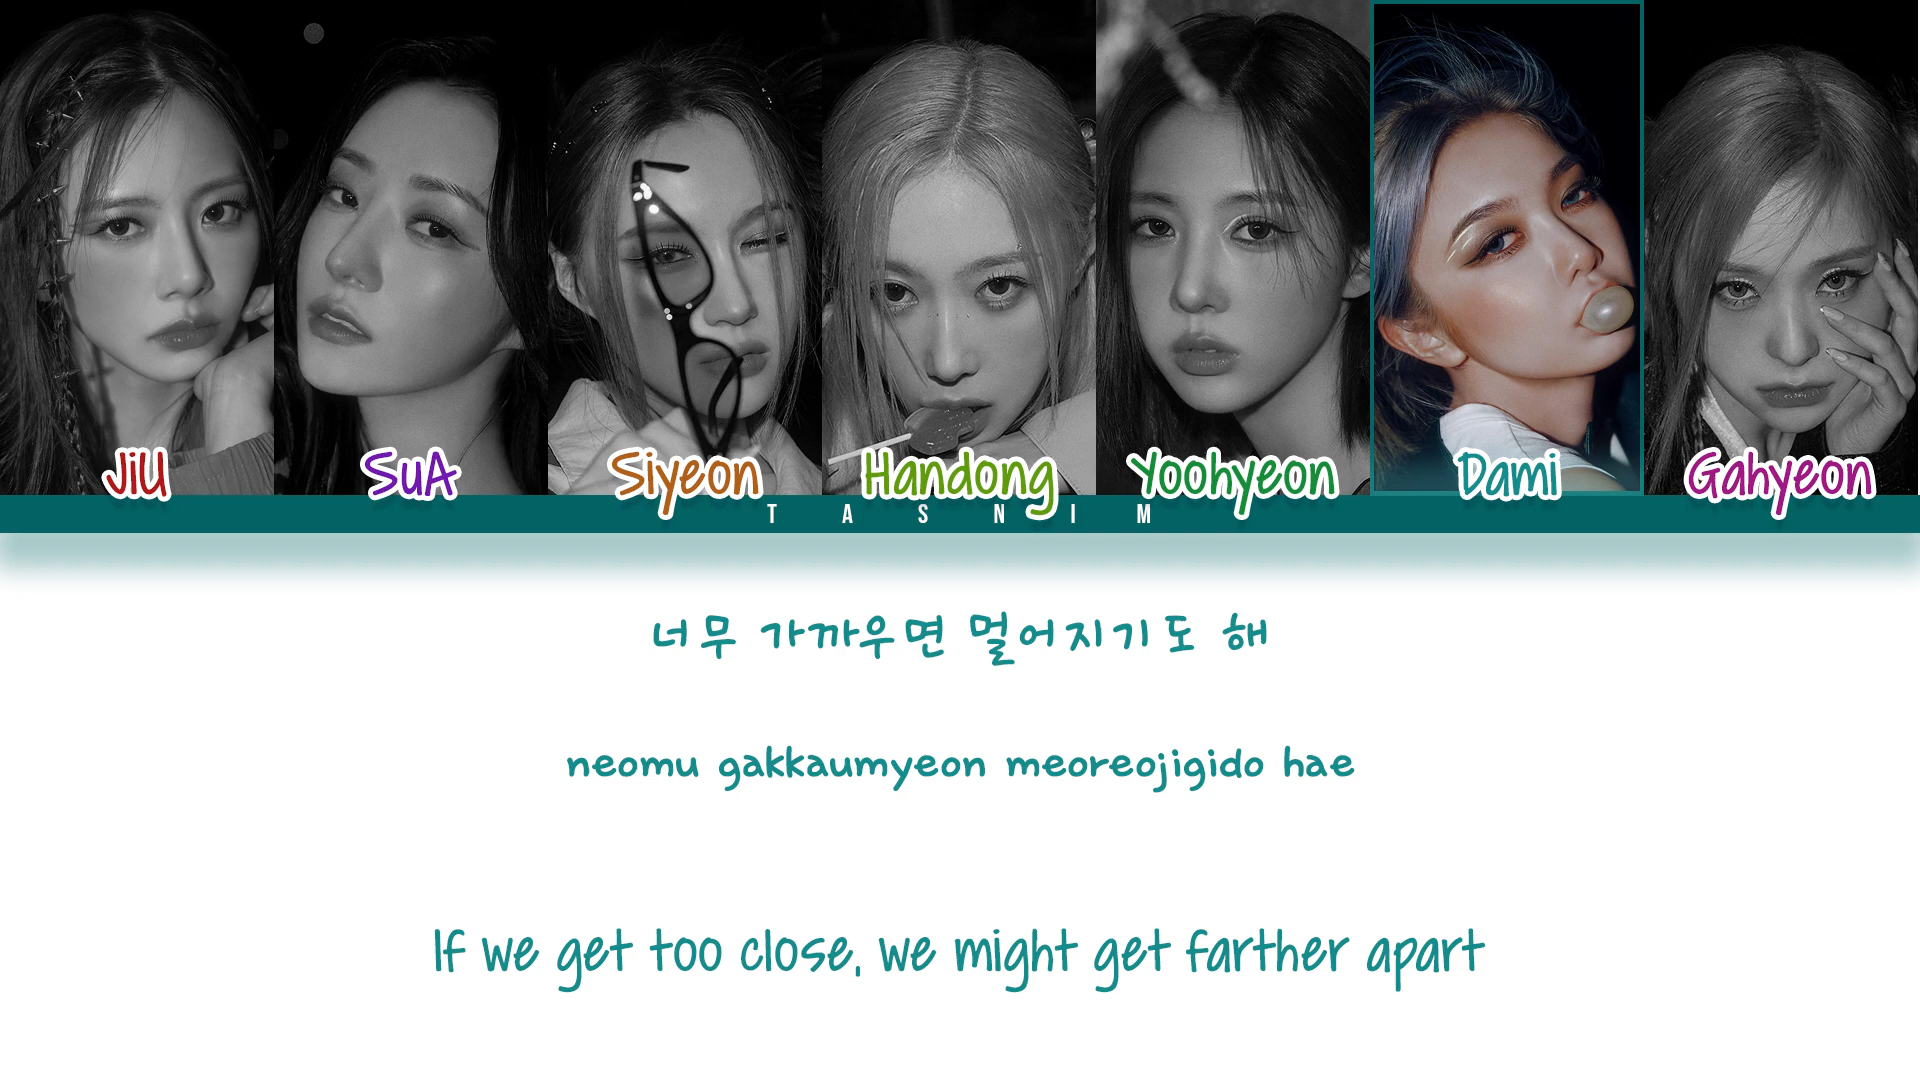 JiU SuA Siyeon Handong Yoohyeon Dami Gahyeon
TASNIM
너무 가까우면 멀어지기도 해
neomu gakkaumyeon meoreojigido hae
If we get too close, we might get farther apart